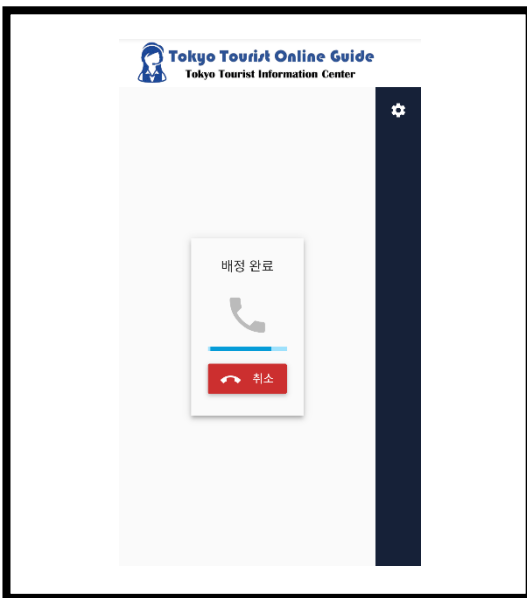 Tokyo Tourist Online Guide
Tokyo Tourist Information Center
배정 완료
취소